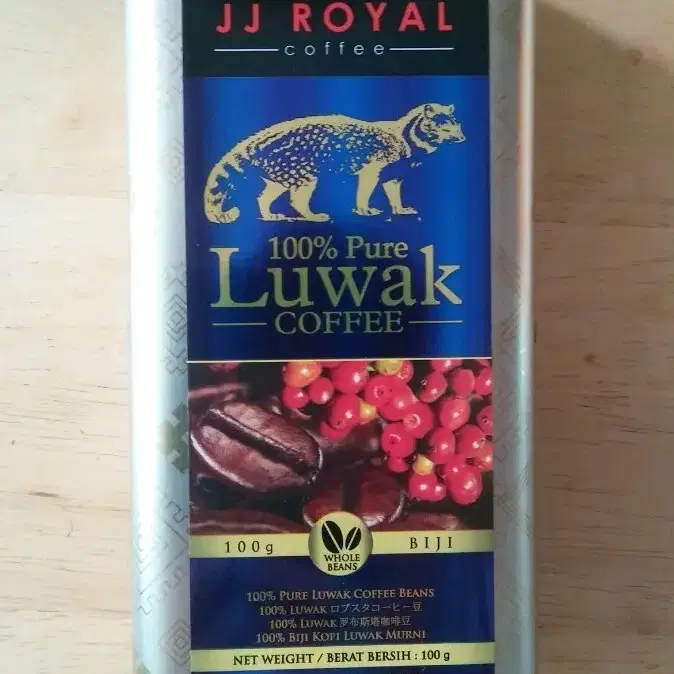 JJ ROYAL
coffee
100% Pure
Luwak
COFFEE
100g BIJI
WHOLE
BEANS
100% PURE LUWAK COFFEE BEANS
100% LUWAK ロブスタコーヒー豆
100% LUWAK 罗布斯塔咖啡豆
100% BIJI KOPI LUWAK MURNI
NET WEIGHT / BERAT BERSIH : 100 g